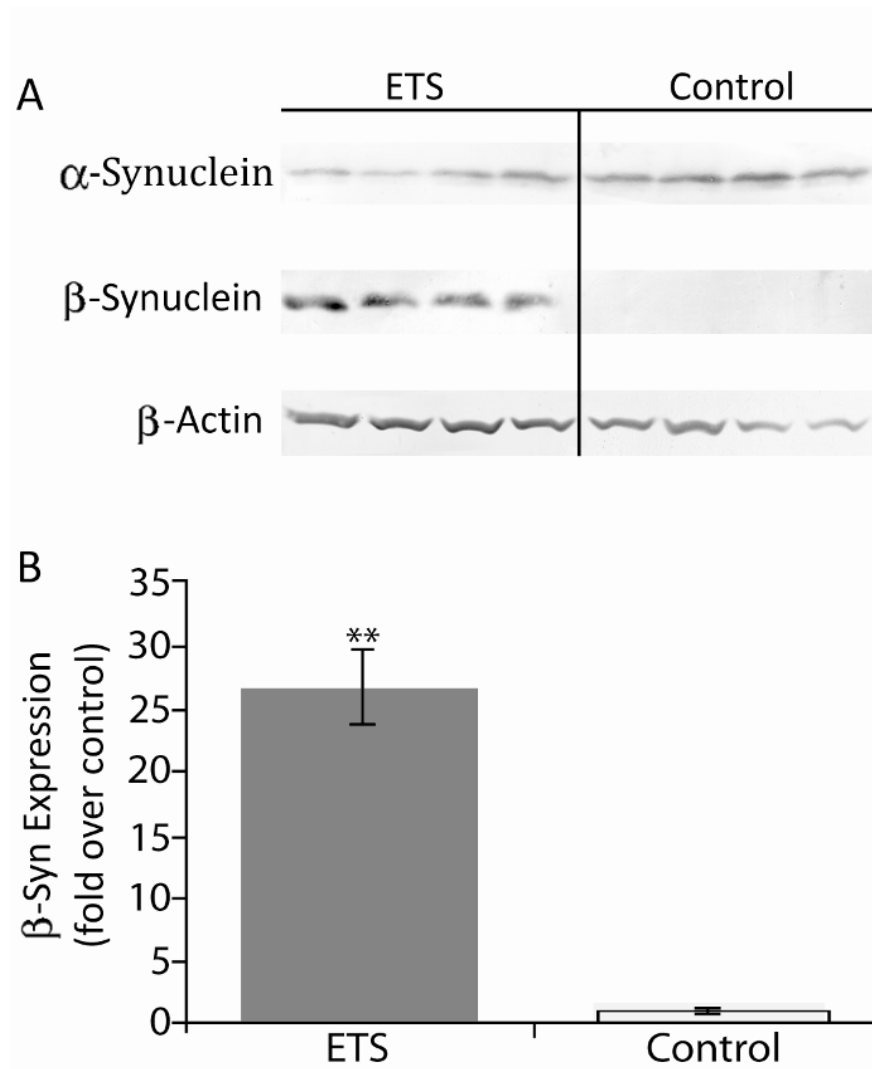 A
ETS Control
α-Synuclein
β-Synuclein
β-Actin
B
35
30
25
20
15
10
5
0
β-Syn Expression
(fold over control)
**
ETS Control